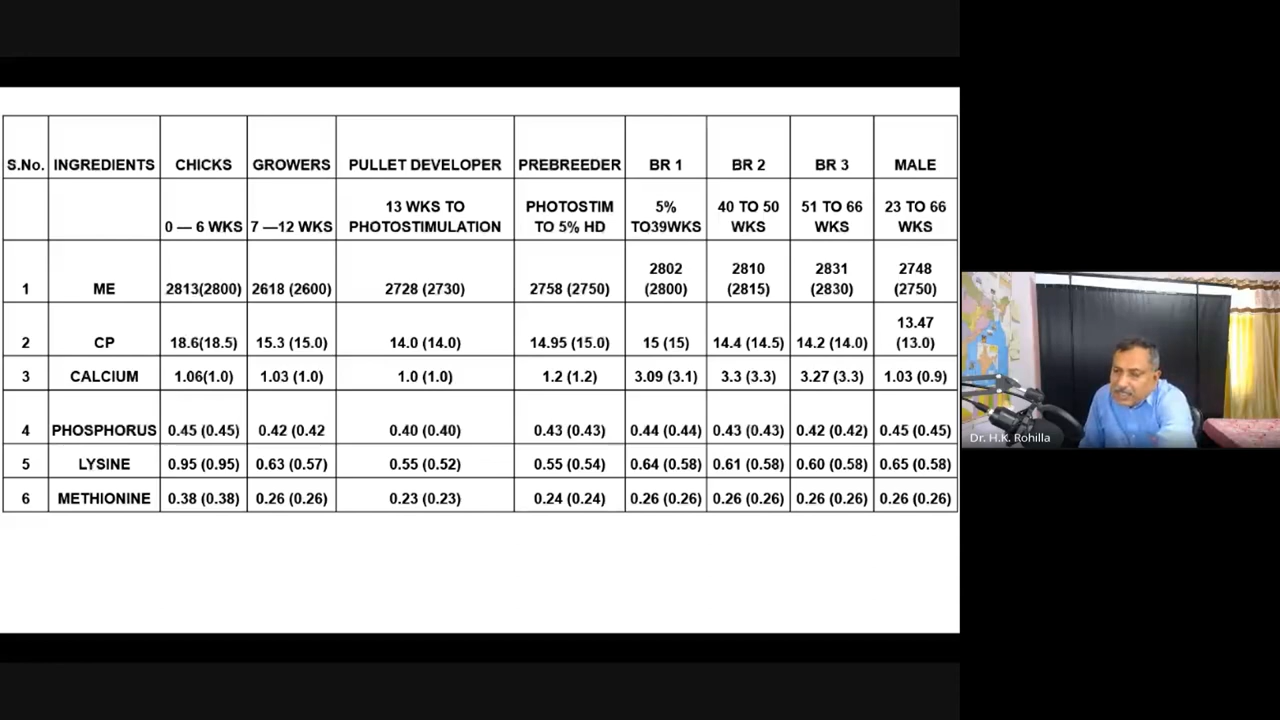 S.No. INGREDIENTS CHICKS GROWERS PULLET DEVELOPER PREBREEDER BR 1 BR 2 BR 3 MALE
0 — 6 WKS 7 —12 WKS 13 WKS TO PHOTOSTIMULATION PHOTOSTIM TO 5% HD 5% TO39WKS 40 TO 50 WKS 51 TO 66 WKS 23 TO 66 WKS
1 ME 2813(2800) 2618 (2600) 2728 (2730) 2758 (2750) 2802 (2800) 2810 (2815) 2831 (2830) 2748 (2750)
2 CP 18.6(18.5) 15.3 (15.0) 14.0 (14.0) 14.95 (15.0) 15 (15) 14.4 (14.5) 14.2 (14.0) 13.47 (13.0)
3 CALCIUM 1.06(1.0) 1.03 (1.0) 1.0 (1.0) 1.2 (1.2) 3.09 (3.1) 3.3 (3.3) 3.27 (3.3) 1.03 (0.9)
4 PHOSPHORUS 0.45 (0.45) 0.42 (0.42 0.40 (0.40) 0.43 (0.43) 0.44 (0.44) 0.43 (0.43) 0.42 (0.42) 0.45 (0.45)
5 LYSINE 0.95 (0.95) 0.63 (0.57) 0.55 (0.52) 0.55 (0.54) 0.64 (0.58) 0.61 (0.58) 0.60 (0.58) 0.65 (0.58)
6 METHIONINE 0.38 (0.38) 0.26 (0.26) 0.23 (0.23) 0.24 (0.24) 0.26 (0.26) 0.26 (0.26) 0.26 (0.26) 0.26 (0.26)
Dr. H.K. Rohilla